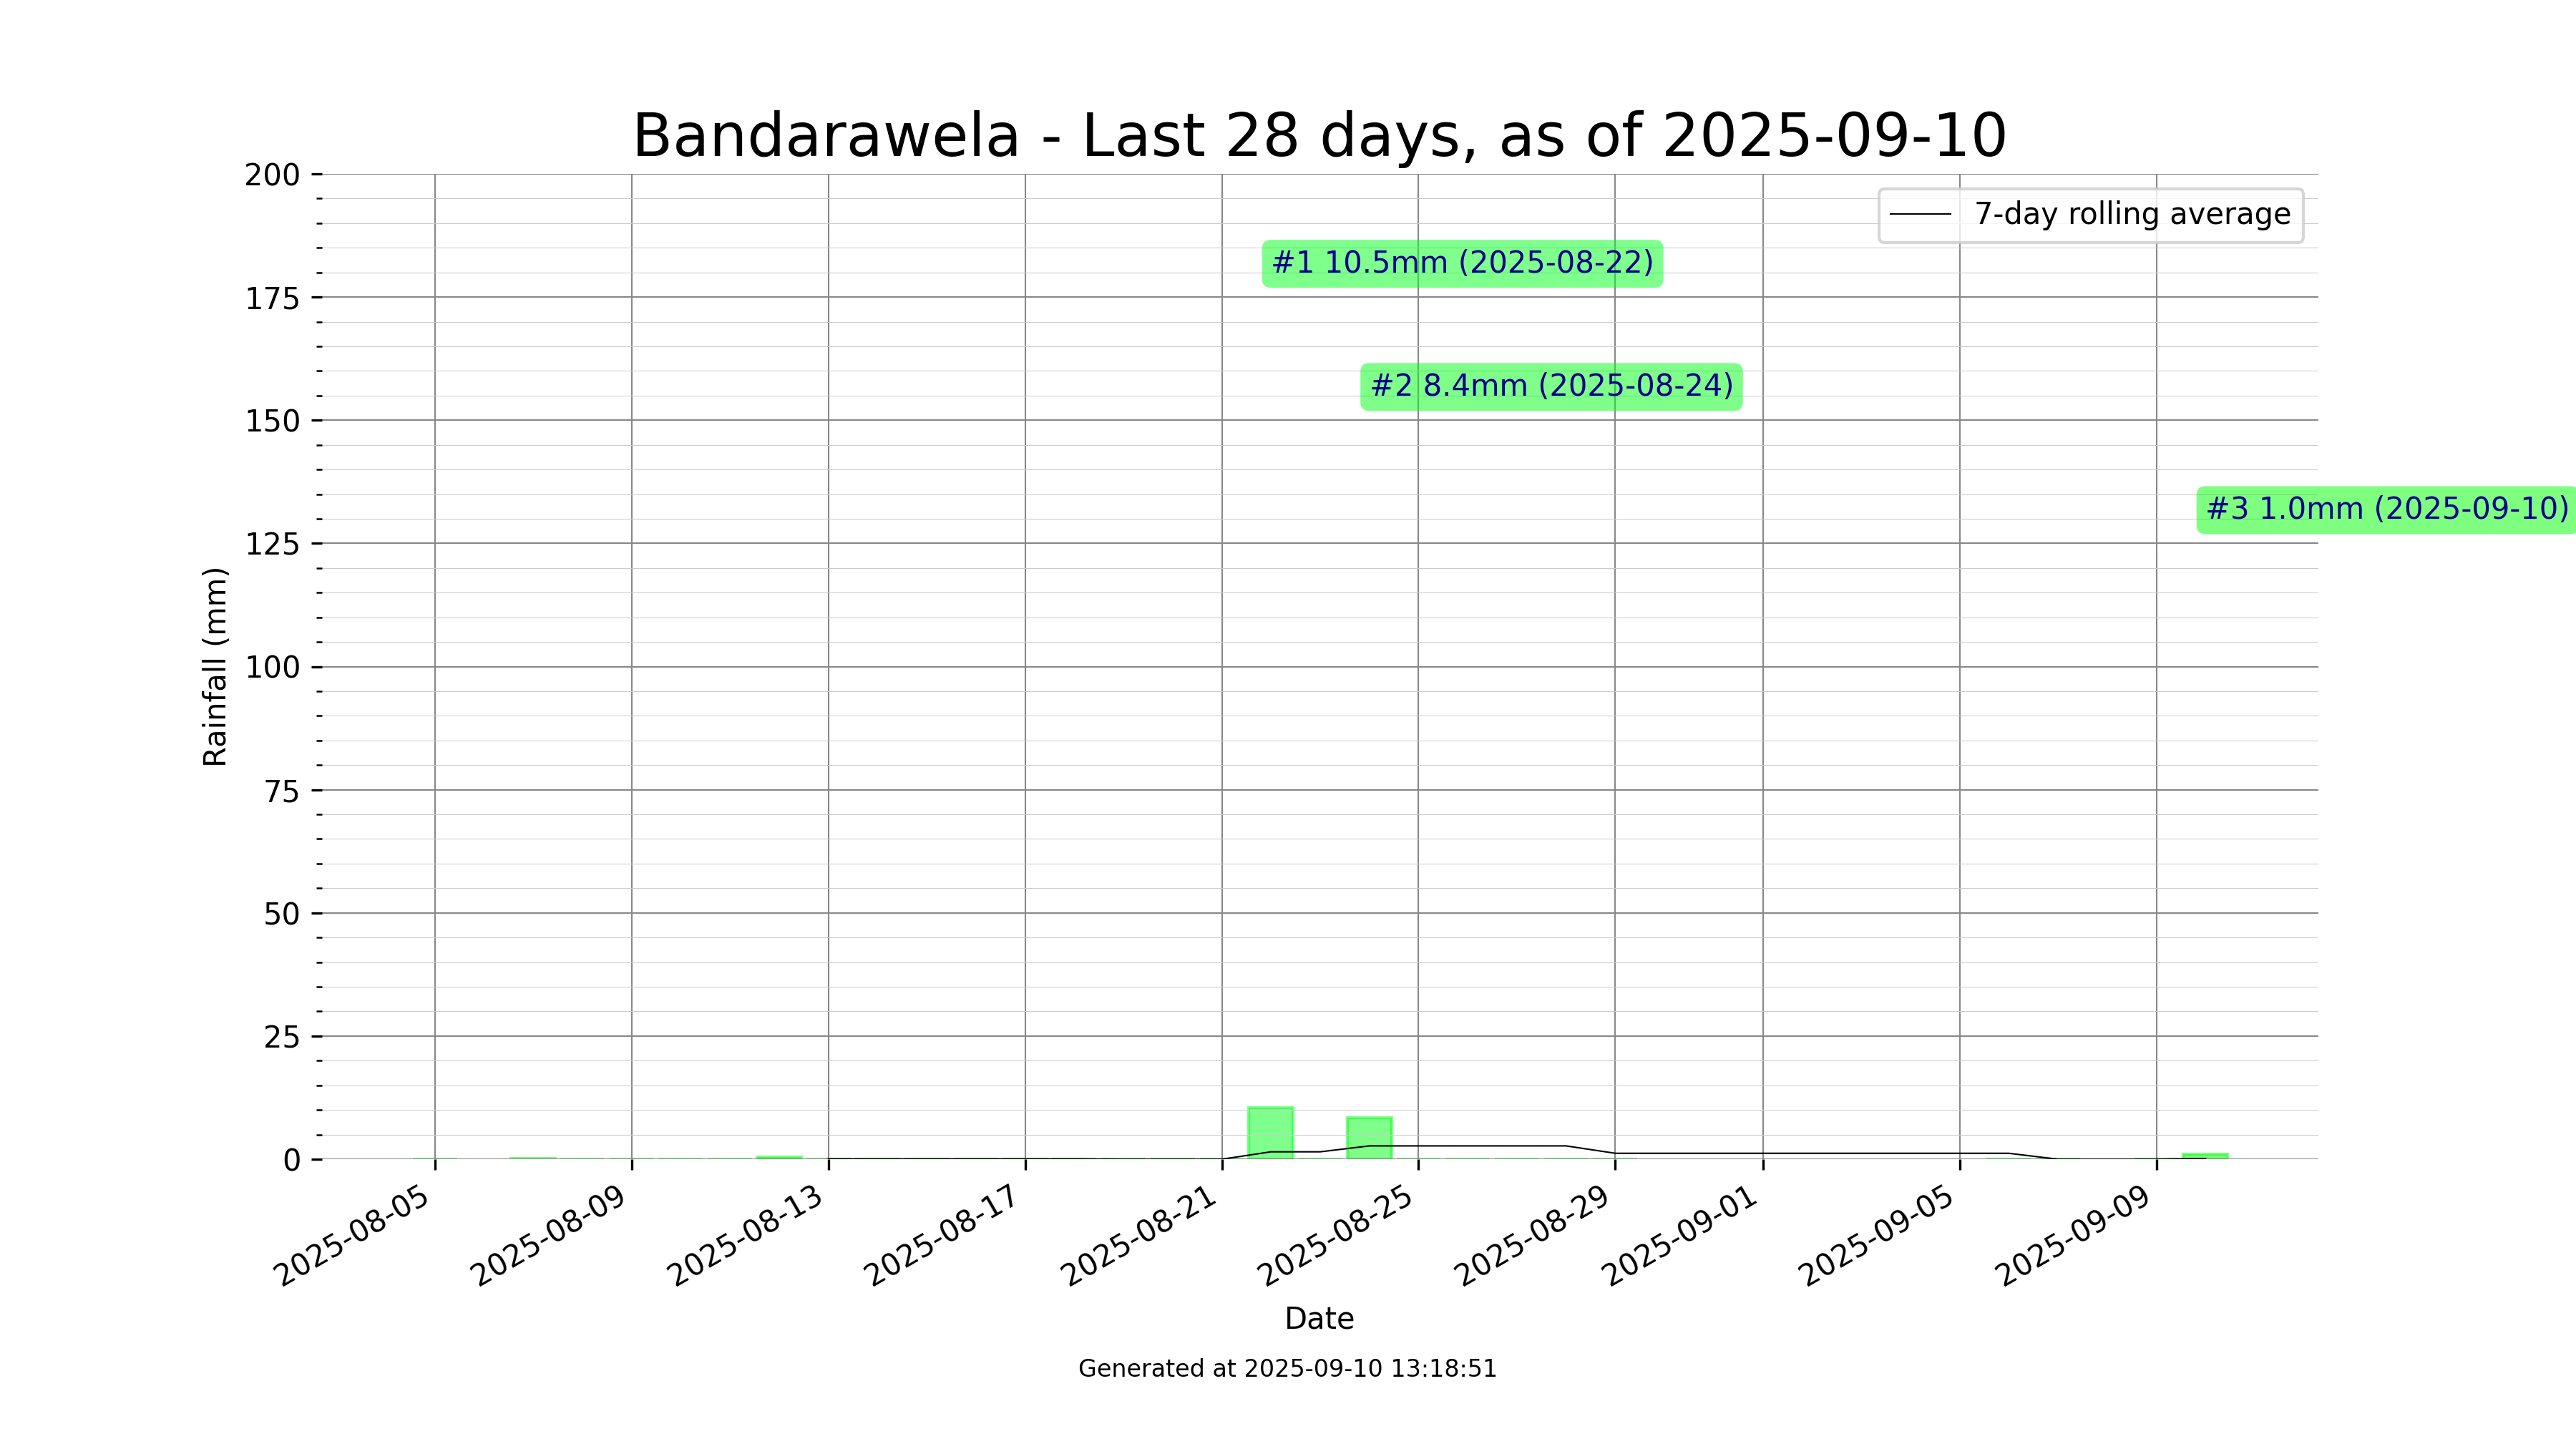 Bandarawela - Last 28 days, as of 2025-09-10
7-day rolling average
#1 10.5mm (2025-08-22)
#2 8.4mm (2025-08-24)
#3 1.0mm (2025-09-10)
Rainfall (mm)
200
175
150
125
100
75
50
25
0
2025-08-05
2025-08-09
2025-08-13
2025-08-17
2025-08-21
2025-08-25
2025-08-29
2025-09-01
2025-09-05
2025-09-09
Date
Generated at 2025-09-10 13:18:51